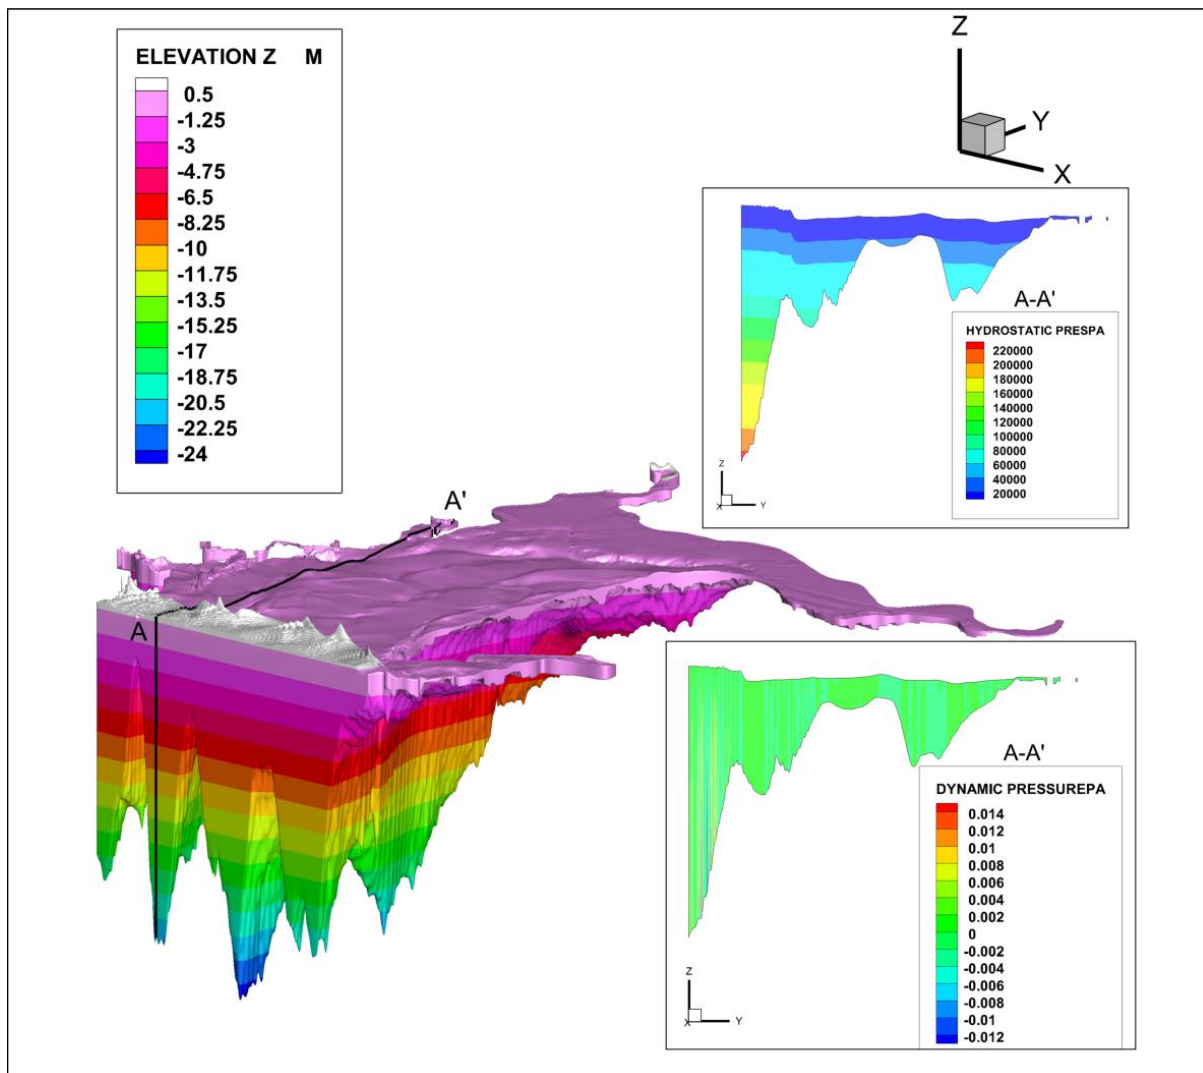 ELEVATION Z M
0.5
-1.25
-3
-4.75
-6.5
-8.25
-10
-11.75
-13.5
-15.25
-17
-18.75
-20.5
-22.25
-24
Z
Y
X
A-A'
HYDROSTATIC PRESPA
220000
200000
180000
160000
140000
120000
100000
80000
60000
40000
20000
Z
X Y
A'
A
A-A'
DYNAMIC PRESSUREPA
0.014
0.012
0.01
0.008
0.006
0.004
0.002
0
-0.002
-0.004
-0.006
-0.008
-0.01
-0.012
Z
X Y